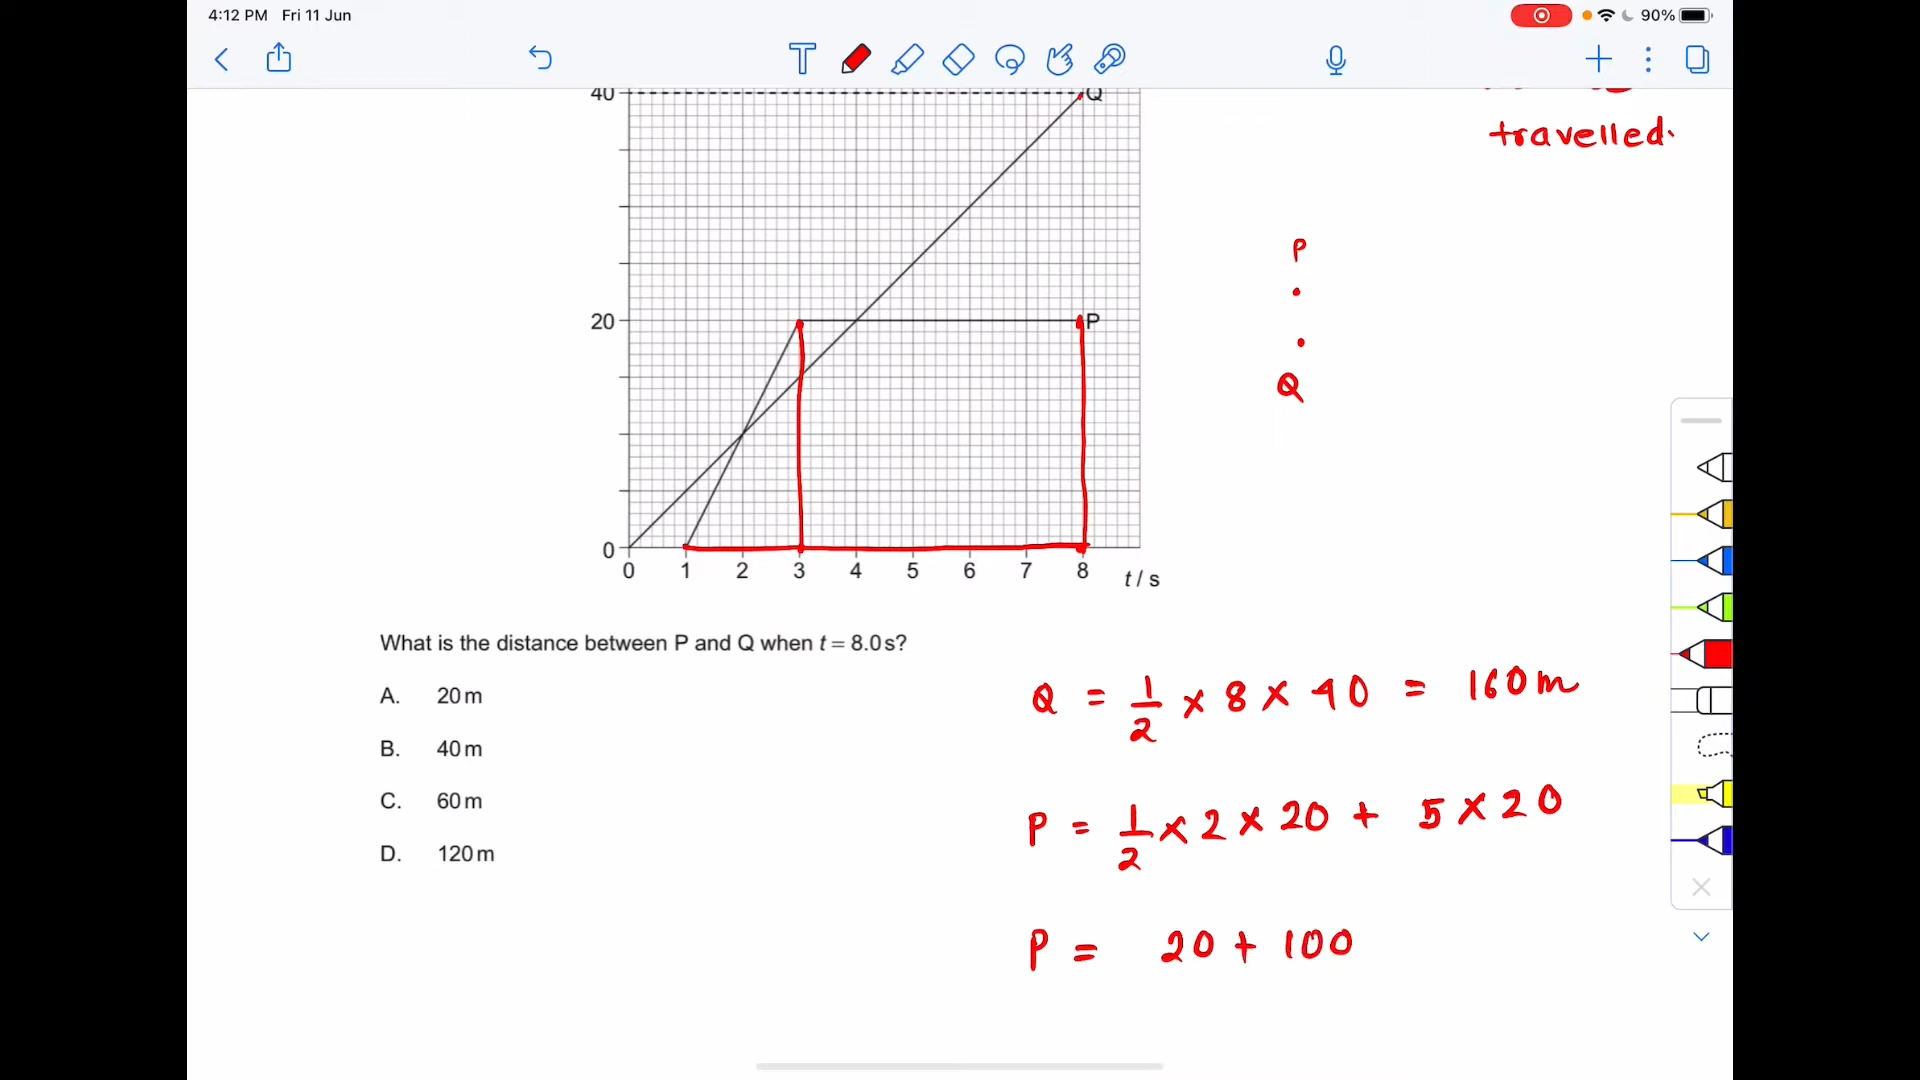 4:12 PM Fri 11 Jun
90%
40
Q
travelled.
P
Q
20
P
0
0 1 2 3 4 5 6 7 8 t / s
What is the distance between P and Q when t = 8.0 s?
A. 20 m
B. 40 m
C. 60 m
D. 120 m
Q = 1/2 × 8 × 40 = 160m
P = 1/2 × 2 × 20 + 5 × 20
P = 20 + 100